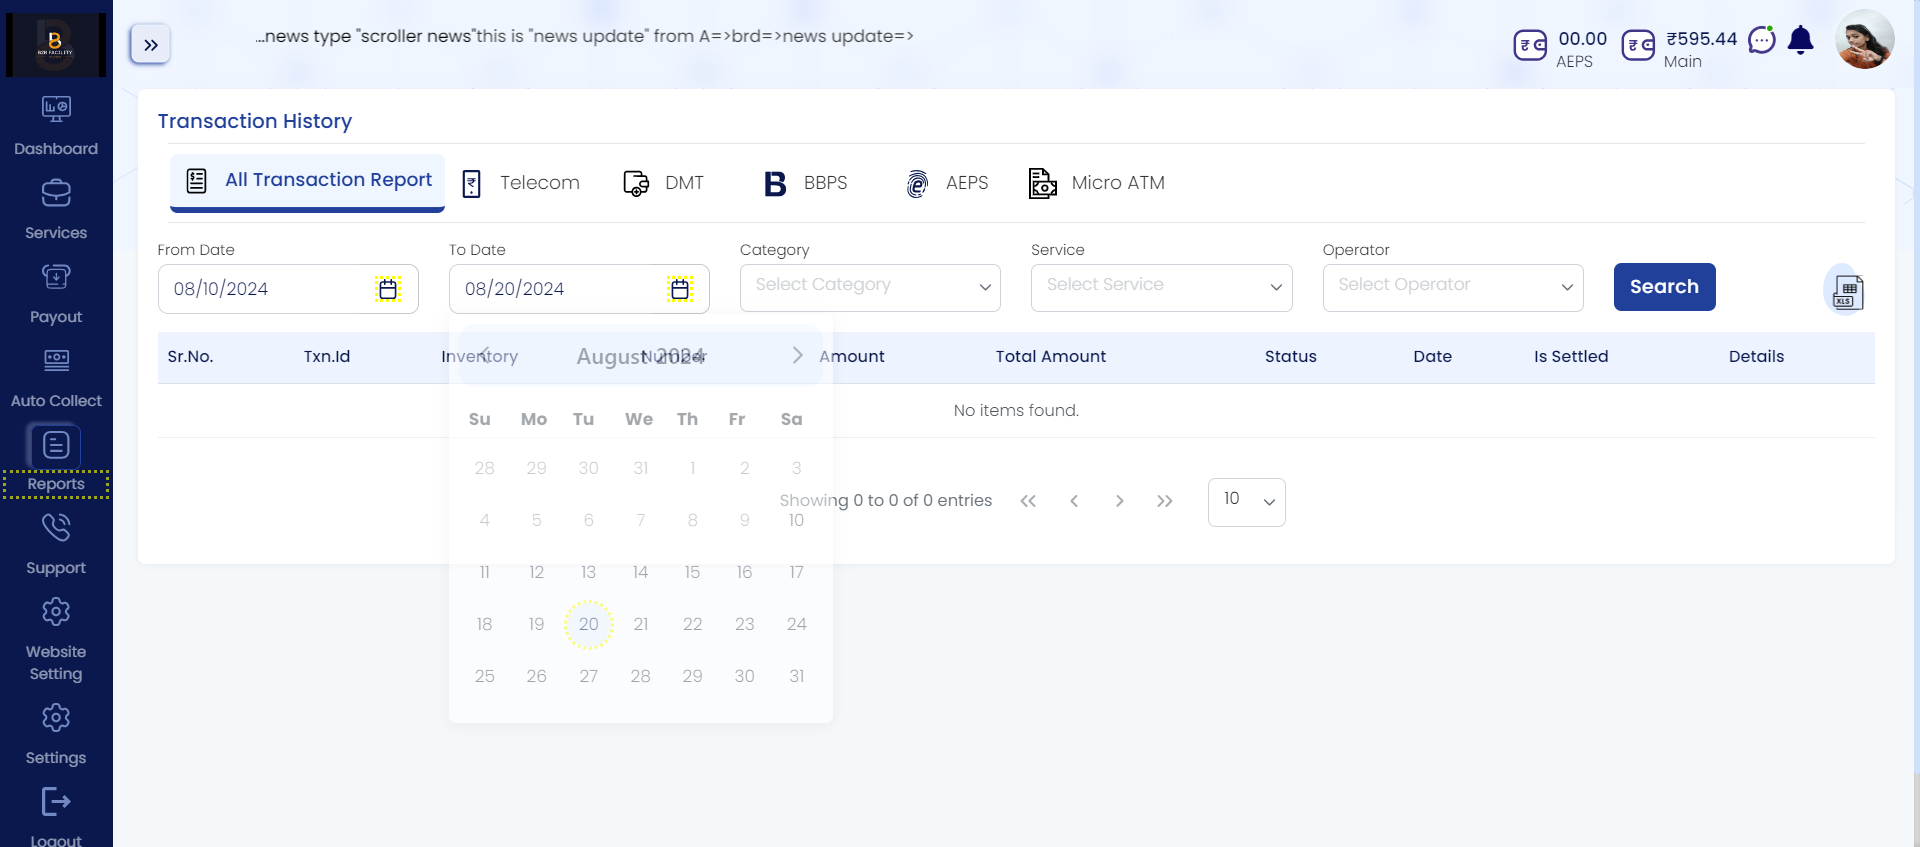 B2B FACILITY
...news type "scroller news"this is "news update" from A=>brd=>news update=>
00.00
AEPS
₹595.44
Main
Dashboard
Services
Payout
Auto Collect
Reports
Support
Website
Setting
Settings
Logout
Transaction History
All Transaction Report
Telecom
DMT
BBPS
AEPS
Micro ATM
From Date
To Date
Category
Service
Operator
08/10/2024
08/20/2024
Select Category
Select Service
Select Operator
Search
XLS
Sr.No. Txn.Id Inventory Number Amount Total Amount Status Date Is Settled Details
No items found.
August 2024
Su Mo Tu We Th Fr Sa
28 29 30 31 1 2 3
4 5 6 7 8 9 10
11 12 13 14 15 16 17
18 19 20 21 22 23 24
25 26 27 28 29 30 31
Showing 0 to 0 of 0 entries
10